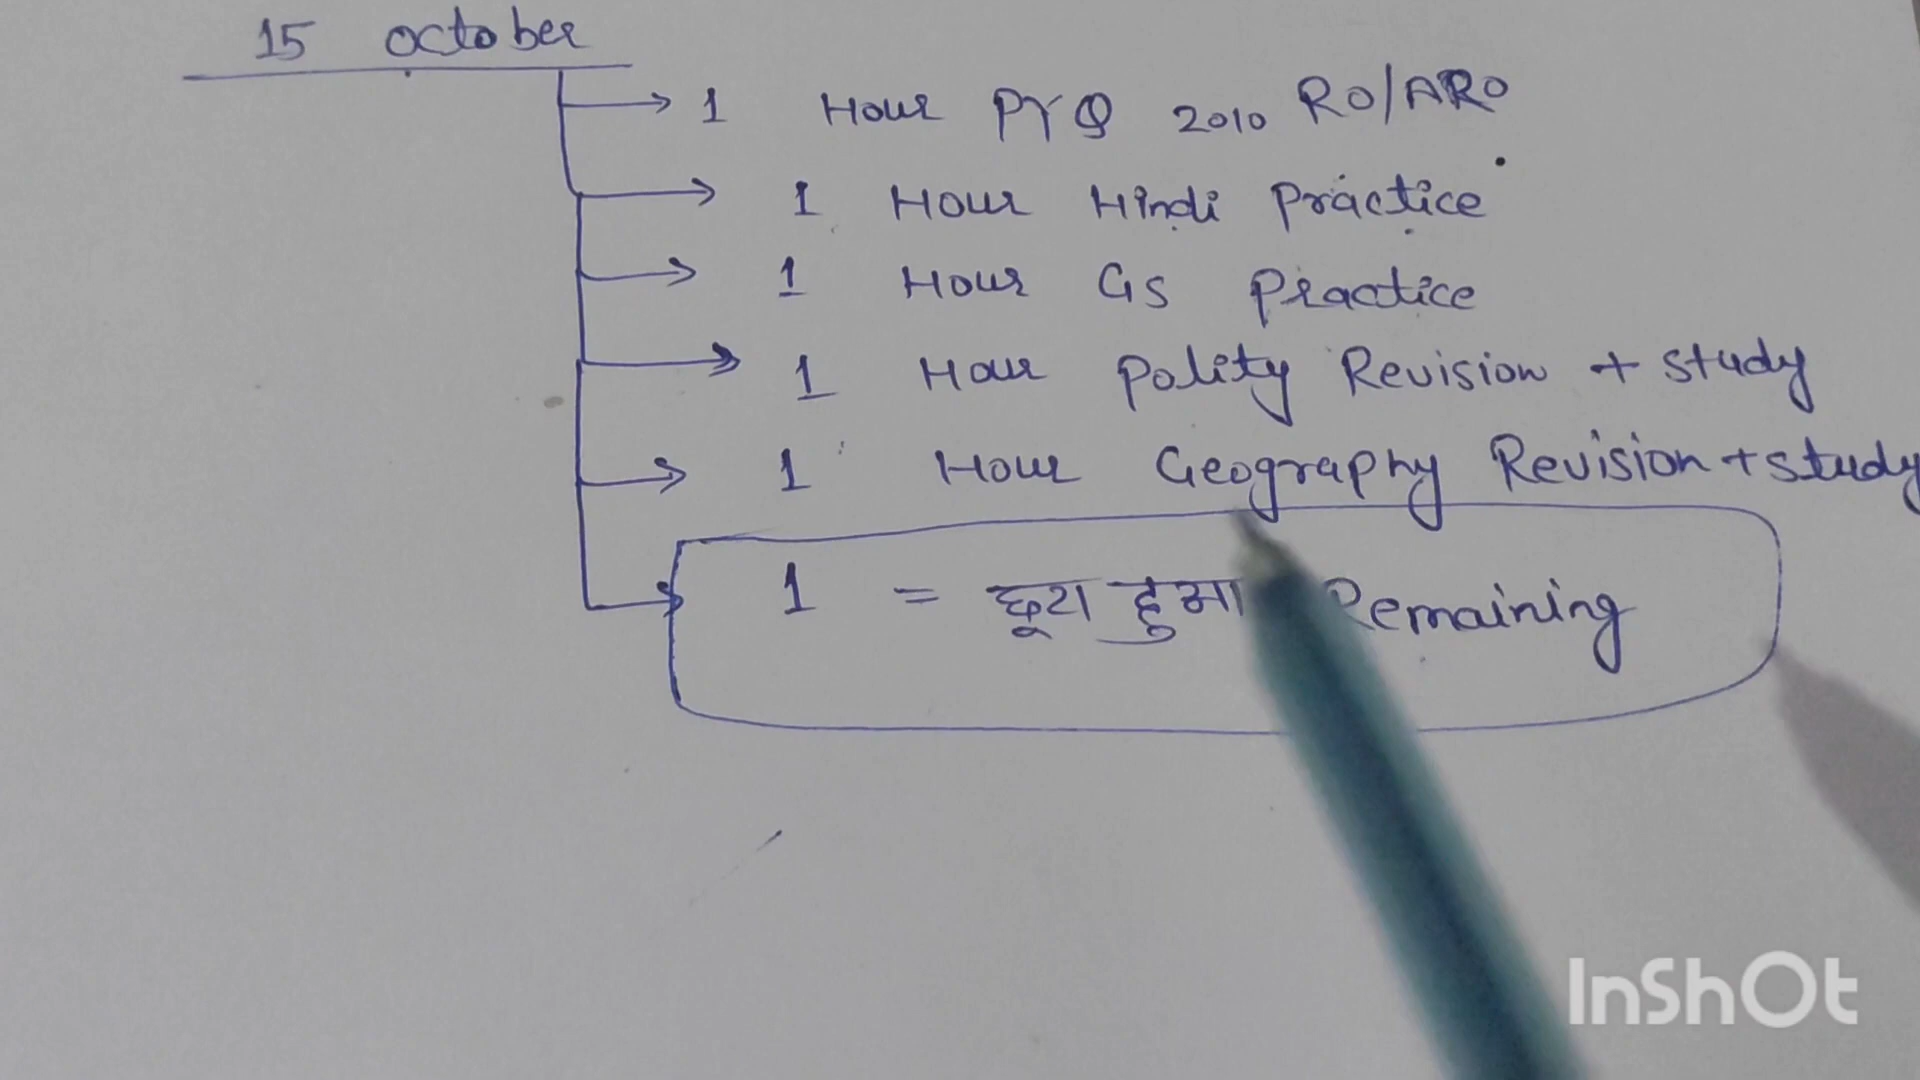 15 october
1 Hour PYQ 2010 RO/ARO
1 Hour Hindi Practice
1 Hour GS Practice
1 Hour Polity Revision + study
1 Hour Geography Revision + study
1 = छूटा हुआ Remaining
InShOt